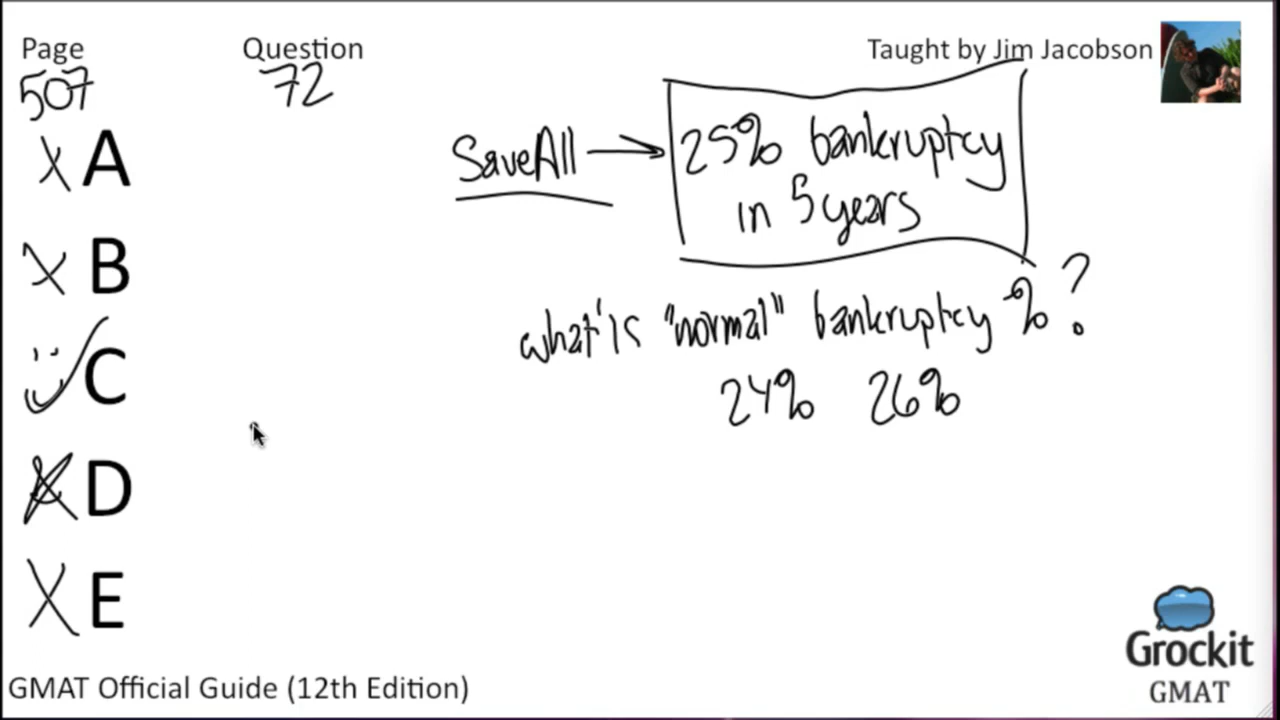 Page
Question
Taught by Jim Jacobson
507
72
SaveAll → 25% bankruptcy
in 5 years
what is "normal" bankruptcy %?
24% 26%
X A
X B
C
X D
X E
Grockit
GMAT
GMAT Official Guide (12th Edition)